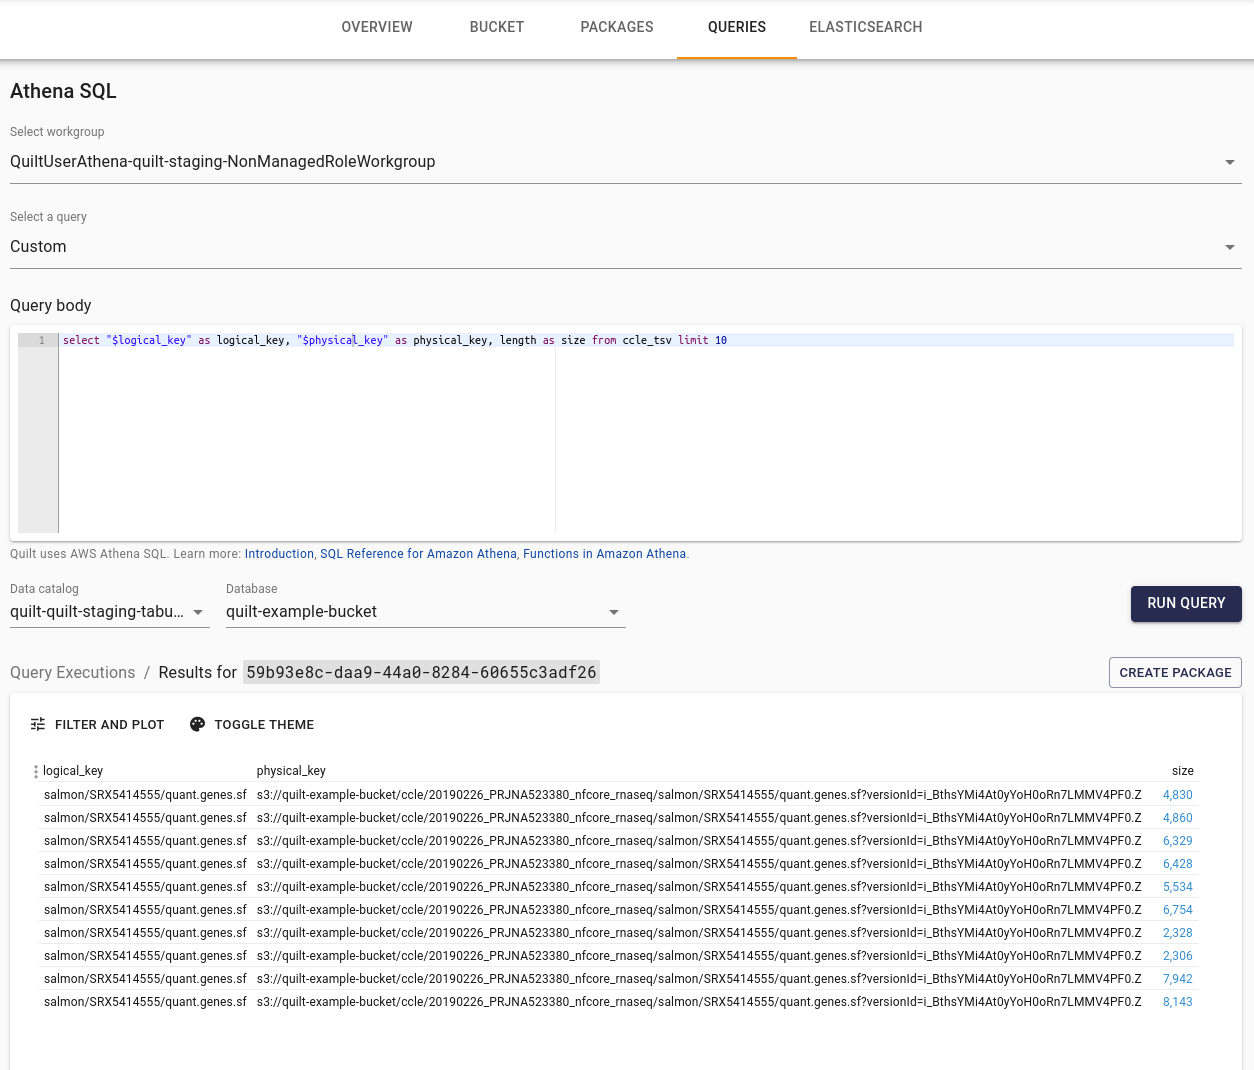 OVERVIEW BUCKET PACKAGES QUERIES ELASTICSEARCH
Athena SQL
Select workgroup
QuiltUserAthena-quilt-staging-NonManagedRoleWorkgroup
Select a query
Custom
Query body
1 select "$logical_key" as logical_key, "$physical_key" as physical_key, length as size from ccle_tsv limit 10
Quilt uses AWS Athena SQL. Learn more: Introduction, SQL Reference for Amazon Athena, Functions in Amazon Athena.
Data catalog Database
quilt-quilt-staging-tabu... quilt-example-bucket RUN QUERY
Query Executions / Results for 59b93e8c-daa9-44a0-8284-60655c3adf26 CREATE PACKAGE
FILTER AND PLOT TOGGLE THEME
logical_key physical_key size
salmon/SRX5414555/quant.genes.sf s3://quilt-example-bucket/ccle/20190226_PRJNA523380_nfcore_rnaseq/salmon/SRX5414555/quant.genes.sf?versionId=i_BthsYMi4At0yYoH0oRn7LMMV4PF0.Z 4,830
salmon/SRX5414555/quant.genes.sf s3://quilt-example-bucket/ccle/20190226_PRJNA523380_nfcore_rnaseq/salmon/SRX5414555/quant.genes.sf?versionId=i_BthsYMi4At0yYoH0oRn7LMMV4PF0.Z 4,860
salmon/SRX5414555/quant.genes.sf s3://quilt-example-bucket/ccle/20190226_PRJNA523380_nfcore_rnaseq/salmon/SRX5414555/quant.genes.sf?versionId=i_BthsYMi4At0yYoH0oRn7LMMV4PF0.Z 6,329
salmon/SRX5414555/quant.genes.sf s3://quilt-example-bucket/ccle/20190226_PRJNA523380_nfcore_rnaseq/salmon/SRX5414555/quant.genes.sf?versionId=i_BthsYMi4At0yYoH0oRn7LMMV4PF0.Z 6,428
salmon/SRX5414555/quant.genes.sf s3://quilt-example-bucket/ccle/20190226_PRJNA523380_nfcore_rnaseq/salmon/SRX5414555/quant.genes.sf?versionId=i_BthsYMi4At0yYoH0oRn7LMMV4PF0.Z 5,534
salmon/SRX5414555/quant.genes.sf s3://quilt-example-bucket/ccle/20190226_PRJNA523380_nfcore_rnaseq/salmon/SRX5414555/quant.genes.sf?versionId=i_BthsYMi4At0yYoH0oRn7LMMV4PF0.Z 6,754
salmon/SRX5414555/quant.genes.sf s3://quilt-example-bucket/ccle/20190226_PRJNA523380_nfcore_rnaseq/salmon/SRX5414555/quant.genes.sf?versionId=i_BthsYMi4At0yYoH0oRn7LMMV4PF0.Z 2,328
salmon/SRX5414555/quant.genes.sf s3://quilt-example-bucket/ccle/20190226_PRJNA523380_nfcore_rnaseq/salmon/SRX5414555/quant.genes.sf?versionId=i_BthsYMi4At0yYoH0oRn7LMMV4PF0.Z 2,306
salmon/SRX5414555/quant.genes.sf s3://quilt-example-bucket/ccle/20190226_PRJNA523380_nfcore_rnaseq/salmon/SRX5414555/quant.genes.sf?versionId=i_BthsYMi4At0yYoH0oRn7LMMV4PF0.Z 7,942
salmon/SRX5414555/quant.genes.sf s3://quilt-example-bucket/ccle/20190226_PRJNA523380_nfcore_rnaseq/salmon/SRX5414555/quant.genes.sf?versionId=i_BthsYMi4At0yYoH0oRn7LMMV4PF0.Z 8,143